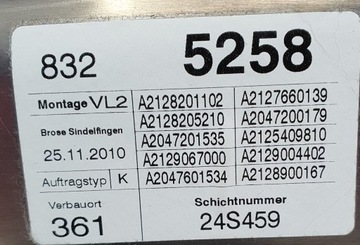 832 5258
Montage VL2 A2128201102 A2127660139
A2128205210 A2047200179
Brose Sindelfingen A2047201535 A2125409810
25.11.2010 A2129067000 A2129004402
Auftragstyp K A2047601534 A2128900167
Verbauort Schichtnummer
361 24S459